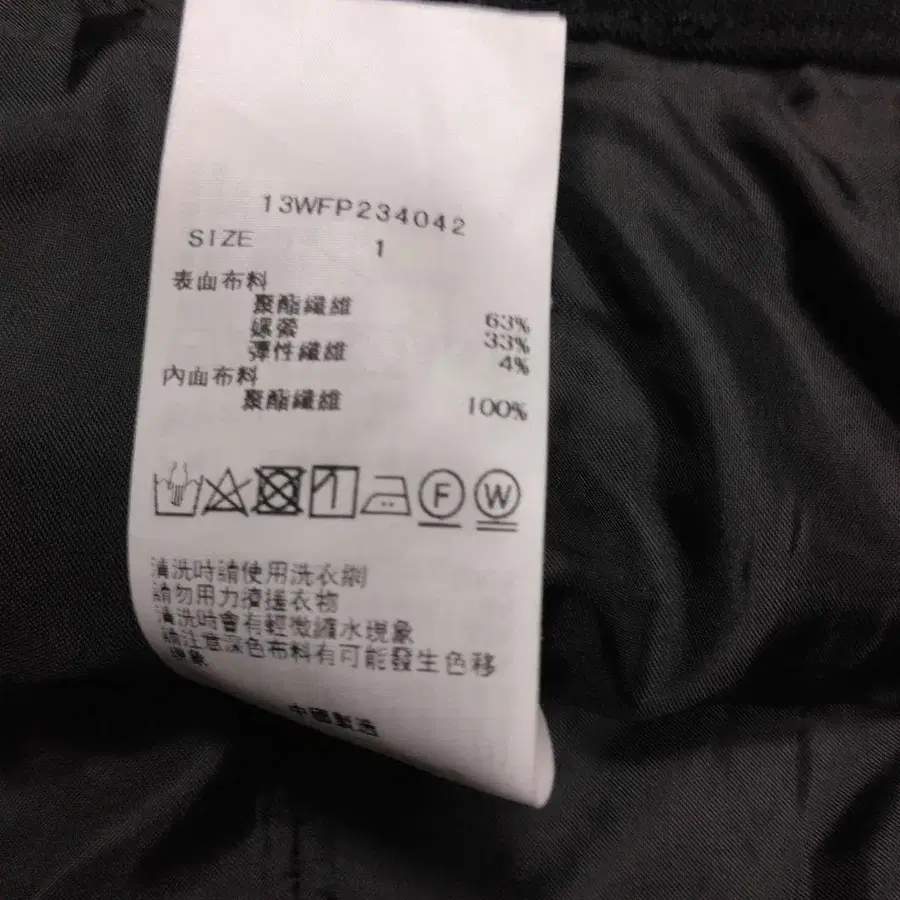 13WFP234042
SIZE 1
表面布料
聚酯纖維 63%
嫘縈 33%
彈性纖維 4%
內面布料
聚酯纖維 100%
F W
清洗時請使用洗衣網
請勿用力擠搓衣物
清洗時會有輕微縮水現象
請注意深色布料有可能發生色移
現象
中國製造